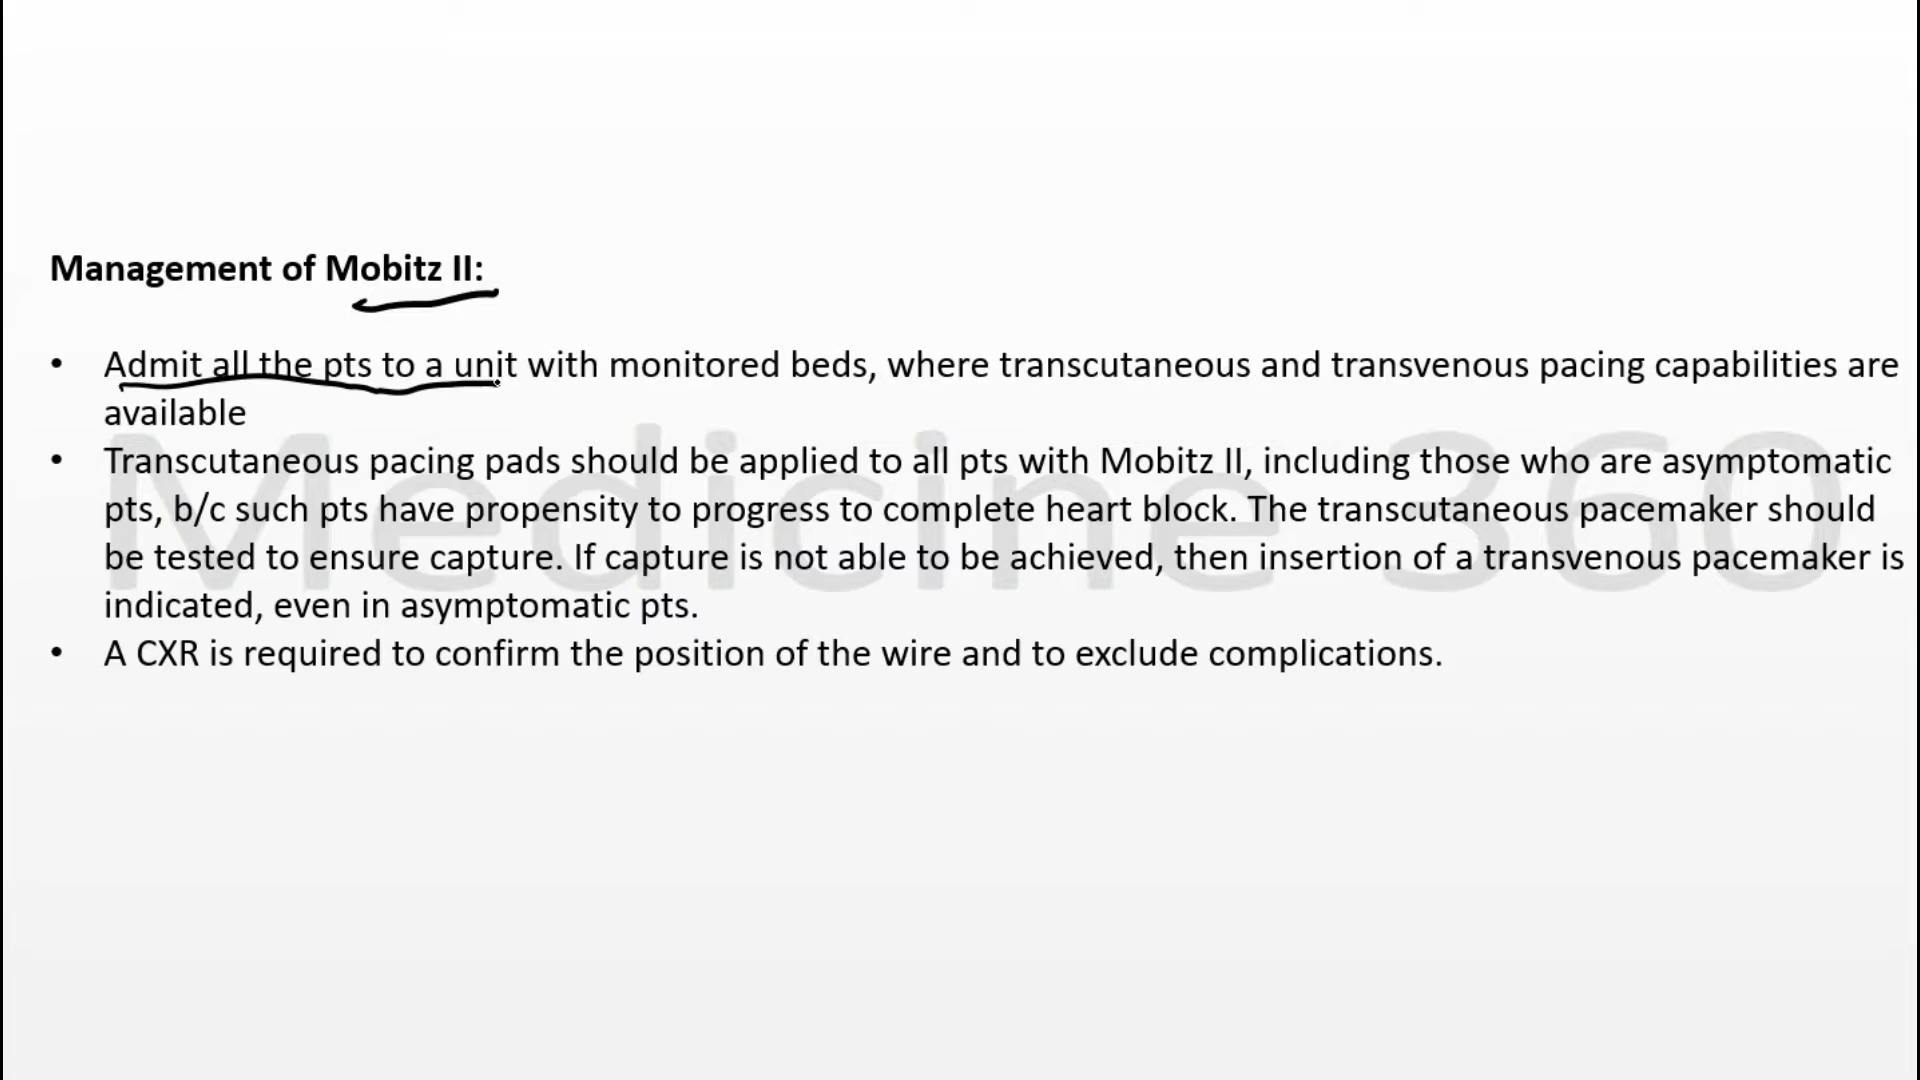 Management of Mobitz II:
• Admit all the pts to a unit with monitored beds, where transcutaneous and transvenous pacing capabilities are
available
• Transcutaneous pacing pads should be applied to all pts with Mobitz II, including those who are asymptomatic
pts, b/c such pts have propensity to progress to complete heart block. The transcutaneous pacemaker should
be tested to ensure capture. If capture is not able to be achieved, then insertion of a transvenous pacemaker is
indicated, even in asymptomatic pts.
• A CXR is required to confirm the position of the wire and to exclude complications.
Medicine 360